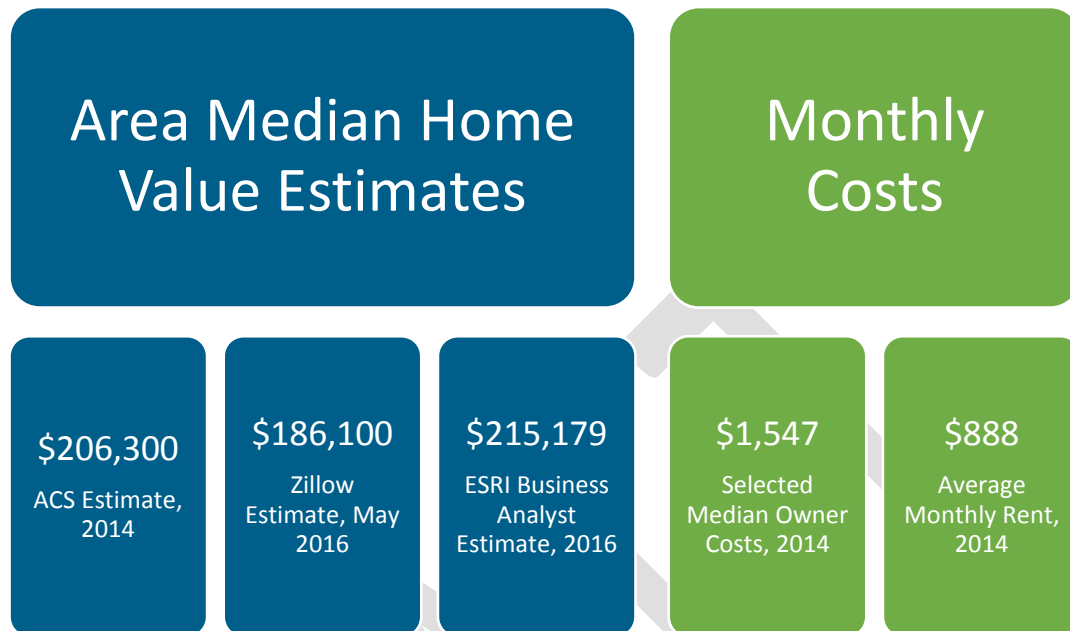 Area Median Home
Value Estimates
Monthly
Costs
$206,300
ACS Estimate,
2014
$186,100
Zillow
Estimate, May
2016
$215,179
ESRI Business
Analyst
Estimate, 2016
$1,547
Selected
Median Owner
Costs, 2014
$888
Average
Monthly Rent,
2014